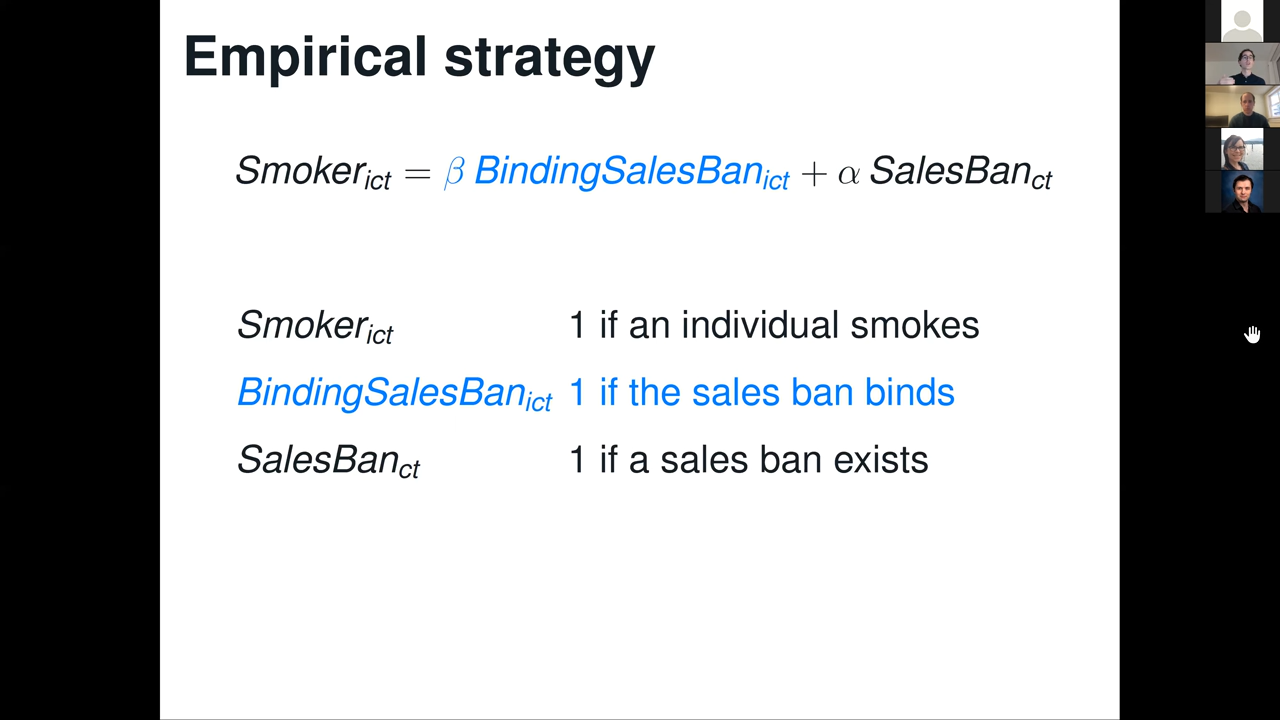 Empirical strategy
Smoker_ict = β BindingSalesBan_ict + α SalesBan_ct
Smoker_ict 1 if an individual smokes
BindingSalesBan_ict 1 if the sales ban binds
SalesBan_ct 1 if a sales ban exists